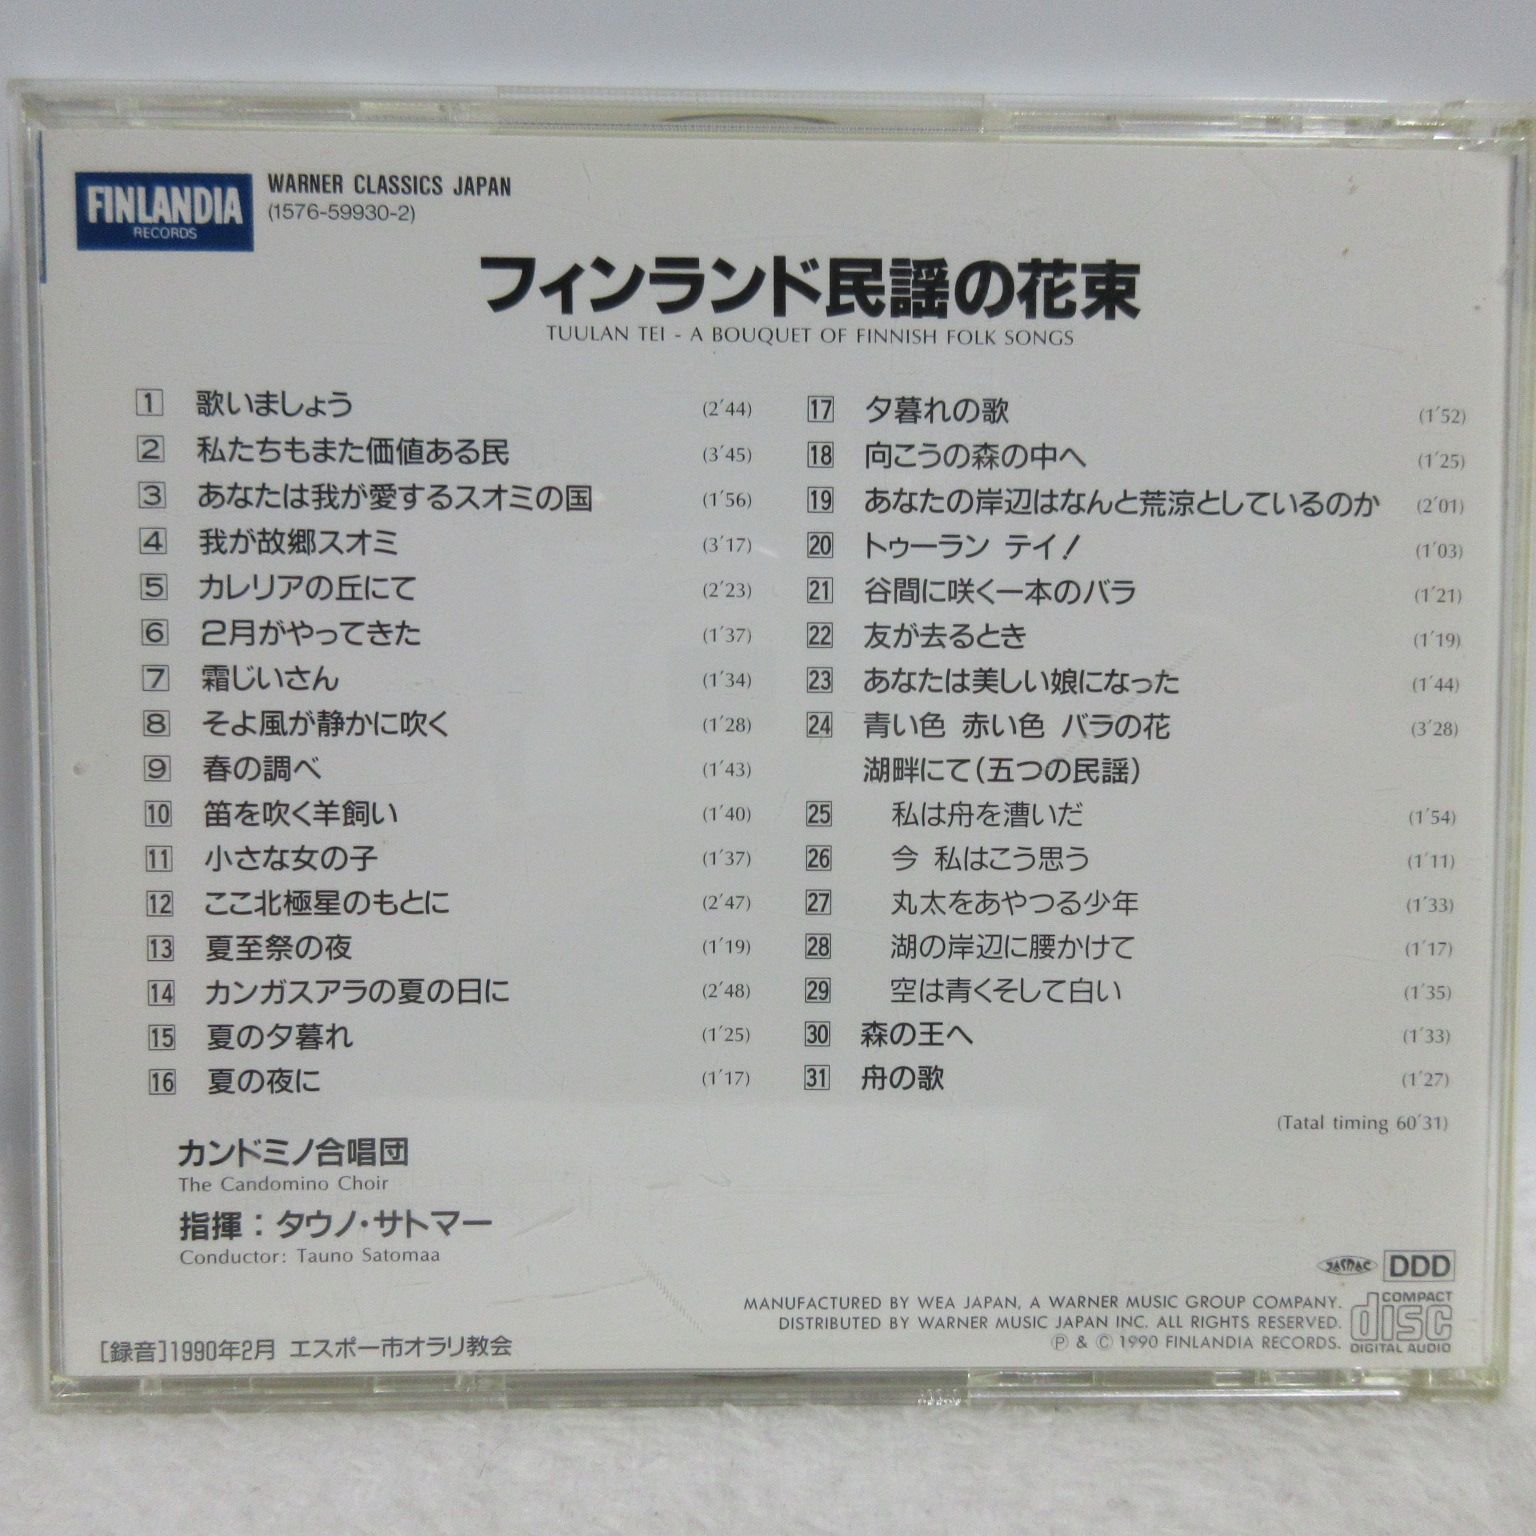 FINLANDIA
RECORDS
WARNER CLASSICS JAPAN
(1576-59930-2)
フィンランド民謡の花束
TUULAN TEI - A BOUQUET OF FINNISH FOLK SONGS
1 歌いましょう (2'44)
2 私たちもまた価値ある民 (3'45)
3 あなたは我が愛するスオミの国 (1'56)
4 我が故郷スオミ (3'17)
5 カレリアの丘にて (2'23)
6 2月がやってきた (1'37)
7 霜じいさん (1'34)
8 そよ風が静かに吹く (1'28)
9 春の調べ (1'43)
10 笛を吹く羊飼い (1'40)
11 小さな女の子 (1'37)
12 ここ北極星のもとに (2'47)
13 夏至祭の夜 (1'19)
14 カンガスアラの夏の日に (2'48)
15 夏の夕暮れ (1'25)
16 夏の夜に (1'17)
17 夕暮れの歌 (1'52)
18 向こうの森の中へ (1'25)
19 あなたの岸辺はなんと荒涼としているのか (2'01)
20 トゥーラン テイ! (1'03)
21 谷間に咲く一本のバラ (1'21)
22 友が去るとき (1'19)
23 あなたは美しい娘になった (1'44)
24 青い色 赤い色 バラの花 (3'28)
湖畔にて(五つの民謡)
25 私は舟を漕いだ (1'54)
26 今 私はこう思う (1'11)
27 丸太をあやつる少年 (1'33)
28 湖の岸辺に腰かけて (1'17)
29 空は青くそして白い (1'35)
30 森の王へ (1'33)
31 舟の歌 (1'27)
(Tatal timing 60'31)
カンドミノ合唱団
The Candomino Choir
指揮：タウノ・サトマー
Conductor: Tauno Satomaa
[録音]1990年2月 エスポー市オラリ教会
JASRAC DDD
MANUFACTURED BY WEA JAPAN, A WARNER MUSIC GROUP COMPANY.
DISTRIBUTED BY WARNER MUSIC JAPAN INC. ALL RIGHTS RESERVED.
℗ & © 1990 FINLANDIA RECORDS.
COMPACT
disc
DIGITAL AUDIO